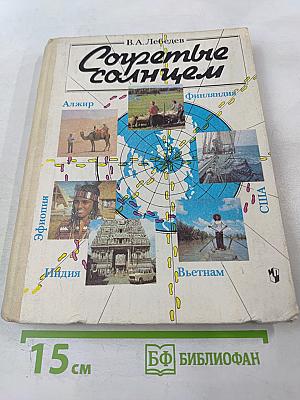 В.А.Лебедев
Согретые
солнцем
Алжир
Финляндия
Эфиопия
США
Индия
Вьетнам
15 см
БФ БИБЛИОФАН